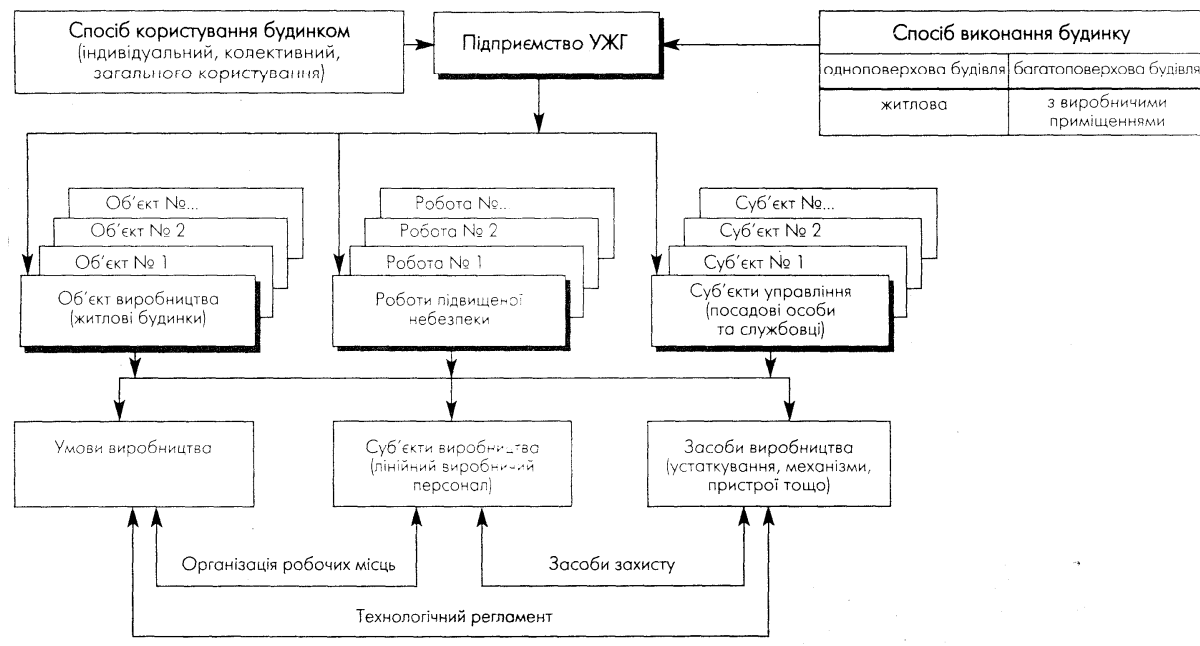 Спосіб користування будинком
(індивідуальний, колективний,
загального користування)
Підприємство УЖГ
Спосіб виконання будинку
одноповерхова будівля
багатоповерхова будівля
житлова
з виробничими
приміщеннями
Об'єкт №...
Об'єкт № 2
Об'єкт № 1
Об'єкт виробництва
(житлові будинки)
Робота №...
Робота № 2
Робота № 1
Роботи підвищеної
небезпеки
Суб'єкт №...
Суб'єкт № 2
Суб'єкт № 1
Суб'єкти управління
(посадові особи
та службовці)
Умови виробництва
Суб'єкти виробництва
(лінійний виробничий
персонал)
Засоби виробництва
(устаткування, механізми,
пристрої тощо)
Організація робочих місць
Засоби захисту
Технологічний регламент